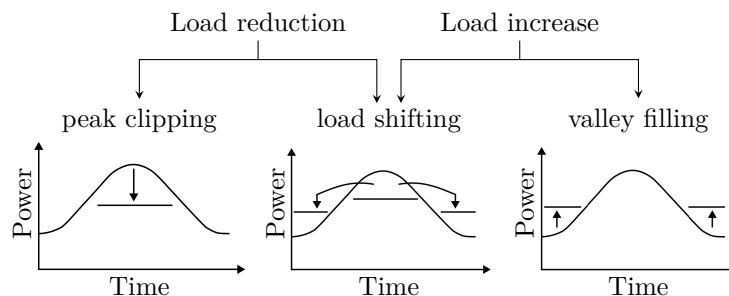 Load reduction Load increase
peak clipping load shifting valley filling
Power Power Power
Time Time Time